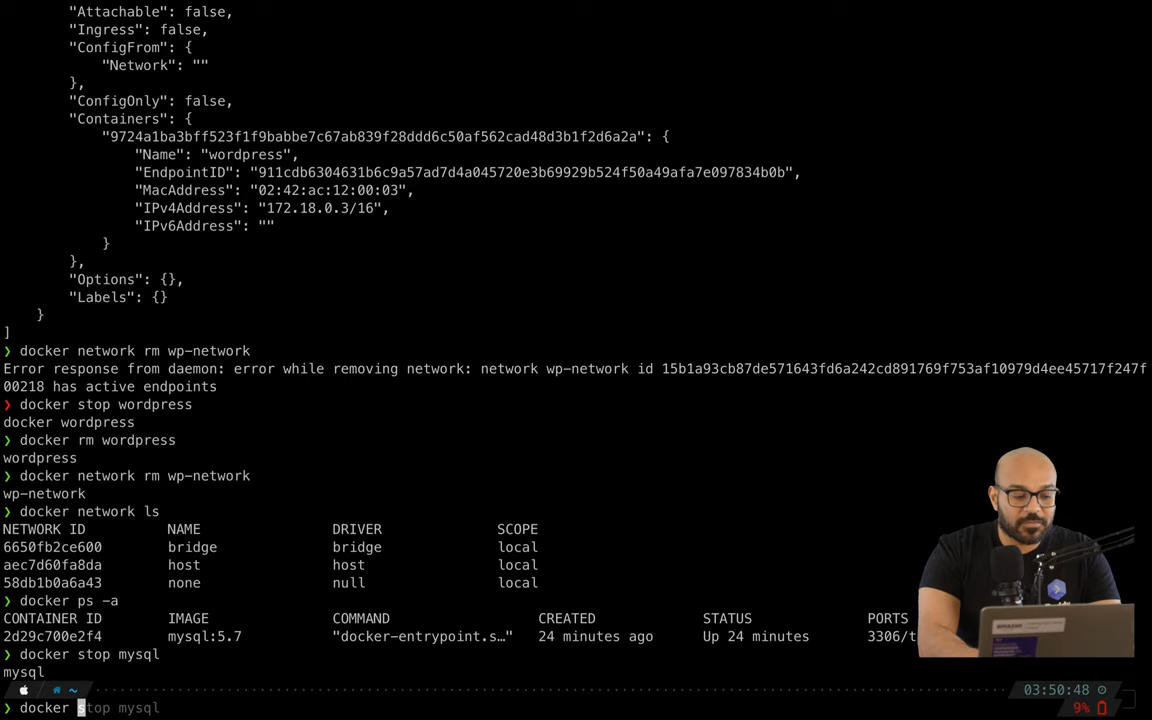 "Attachable": false,
"Ingress": false,
"ConfigFrom": {
"Network": ""
},
"ConfigOnly": false,
"Containers": {
"9724a1ba3bff523f1f9babbe7c67ab839f28ddd6c50af562cad48d3b1f2d6a2a": {
"Name": "wordpress",
"EndpointID": "911cdb6304631b6c9a57ad7d4a045720e3b69929b524f50a49afa7e097834b0b",
"MacAddress": "02:42:ac:12:00:03",
"IPv4Address": "172.18.0.3/16",
"IPv6Address": ""
}
},
"Options": {},
"Labels": {}
}
]
❯ docker network rm wp-network
Error response from daemon: error while removing network: network wp-network id 15b1a93cb87de571643fd6a242cd891769f753af10979d4ee45717f247f
00218 has active endpoints
❯ docker stop wordpress
docker wordpress
❯ docker rm wordpress
wordpress
❯ docker network rm wp-network
wp-network
❯ docker network ls
NETWORK ID NAME DRIVER SCOPE
6650fb2ce600 bridge bridge local
aec7d60fa8da host host local
58db1b0a6a43 none null local
❯ docker ps -a
CONTAINER ID IMAGE COMMAND CREATED STATUS PORTS
2d29c700e2f4 mysql:5.7 "docker-entrypoint.s…" 24 minutes ago Up 24 minutes 3306/t
❯ docker stop mysql
mysql
~ 03:50:48
❯ docker stop mysql 9%